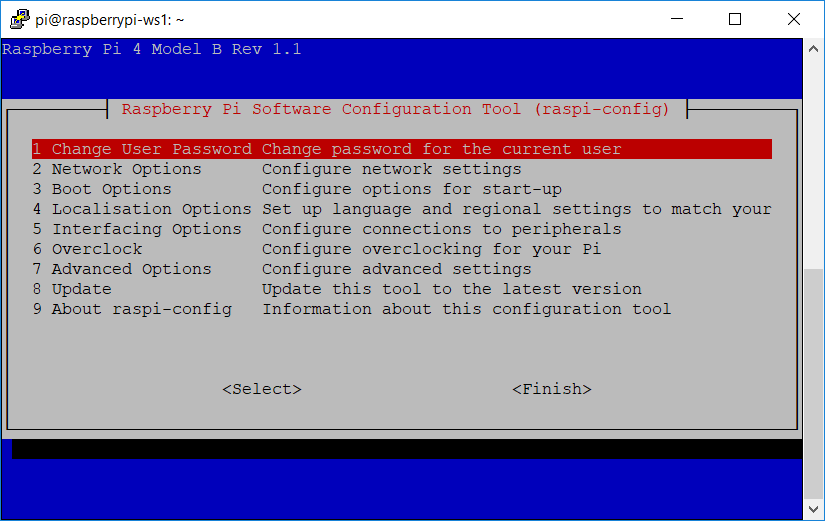 pi@raspberrypi-ws1: ~
Raspberry Pi 4 Model B Rev 1.1
Raspberry Pi Software Configuration Tool (raspi-config)
1 Change User Password Change password for the current user
2 Network Options Configure network settings
3 Boot Options Configure options for start-up
4 Localisation Options Set up language and regional settings to match your
5 Interfacing Options Configure connections to peripherals
6 Overclock Configure overclocking for your Pi
7 Advanced Options Configure advanced settings
8 Update Update this tool to the latest version
9 About raspi-config Information about this configuration tool
<Select> <Finish>